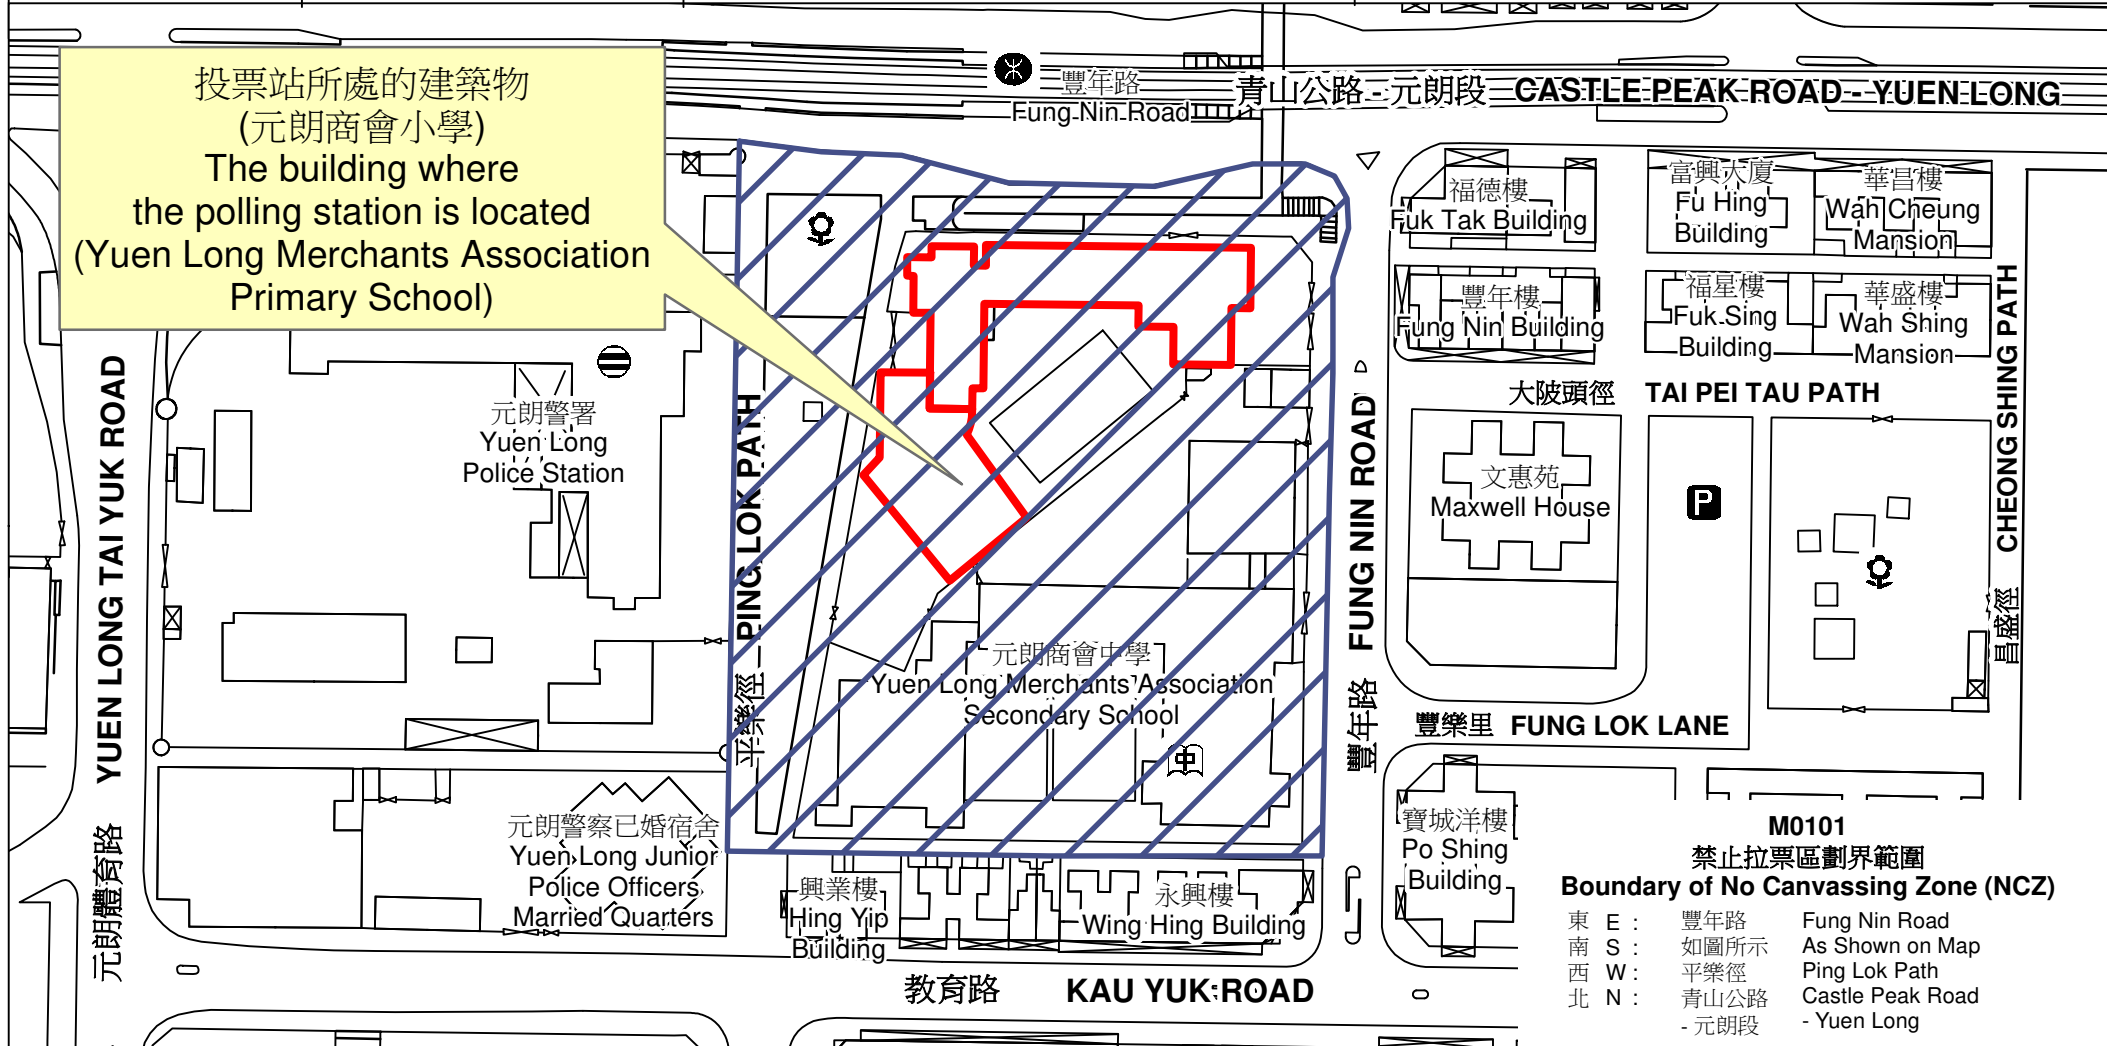 投票站所處的建築物
(元朗商會小學)
The building where
the polling station is located
(Yuen Long Merchants Association
Primary School)
豐年路
Fung Nin Road
青山公路 - 元朗段 CASTLE PEAK ROAD - YUEN LONG
福德樓
Fuk Tak Building
富興大廈
Fu Hing
Building
華昌樓
Wah Cheung
Mansion
豐年樓
Fung Nin Building
福星樓
Fuk Sing
Building
華盛樓
Wah Shing
Mansion
大陂頭徑 TAI PEI TAU PATH
昌盛徑 CHEONG SHING PATH
元朗體育路 YUEN LONG TAI YUK ROAD
元朗警署
Yuen Long
Police Station
平樂徑 PING LOK PATH
豐年路 FUNG NIN ROAD
文惠苑
Maxwell House
P
元朗商會中學
Yuen Long Merchants Association
Secondary School
中
豐樂里 FUNG LOK LANE
元朗警察已婚宿舍
Yuen Long Junior
Police Officers
Married Quarters
興業樓
Hing Yip
Building
永興樓
Wing Hing Building
寶城洋樓
Po Shing
Building
教育路 KAU YUK ROAD
M0101
禁止拉票區劃界範圍
Boundary of No Canvassing Zone (NCZ)
東 E : 豐年路 Fung Nin Road
南 S : 如圖所示 As Shown on Map
西 W : 平樂徑 Ping Lok Path
北 N : 青山公路 Castle Peak Road
- 元朗段 - Yuen Long